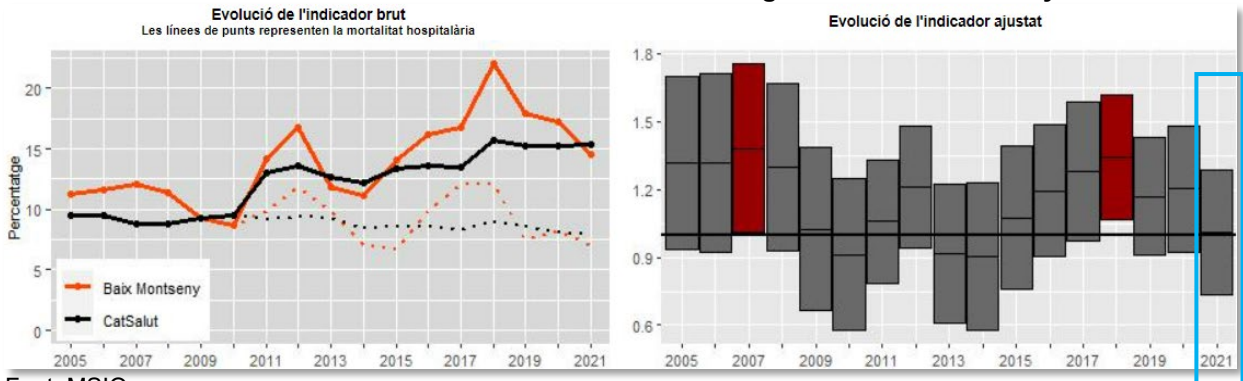 Evolució de l'indicador brut
Les línees de punts representen la mortalitat hospitalària
Percentatge
20
15
10
5
0
Baix Montseny
CatSalut
2005 2007 2009 2011 2013 2015 2017 2019 2021
Evolució de l'indicador ajustat
1.8
1.5
1.2
0.9
0.6
2005 2007 2009 2011 2013 2015 2017 2019 2021